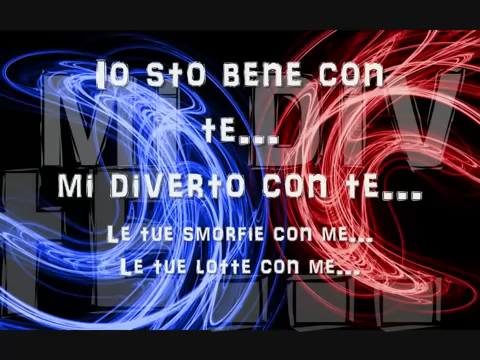 Io sto bene con
te...
mi diverto con te...
Le tue smorfie con me...
Le tue lotte con me...